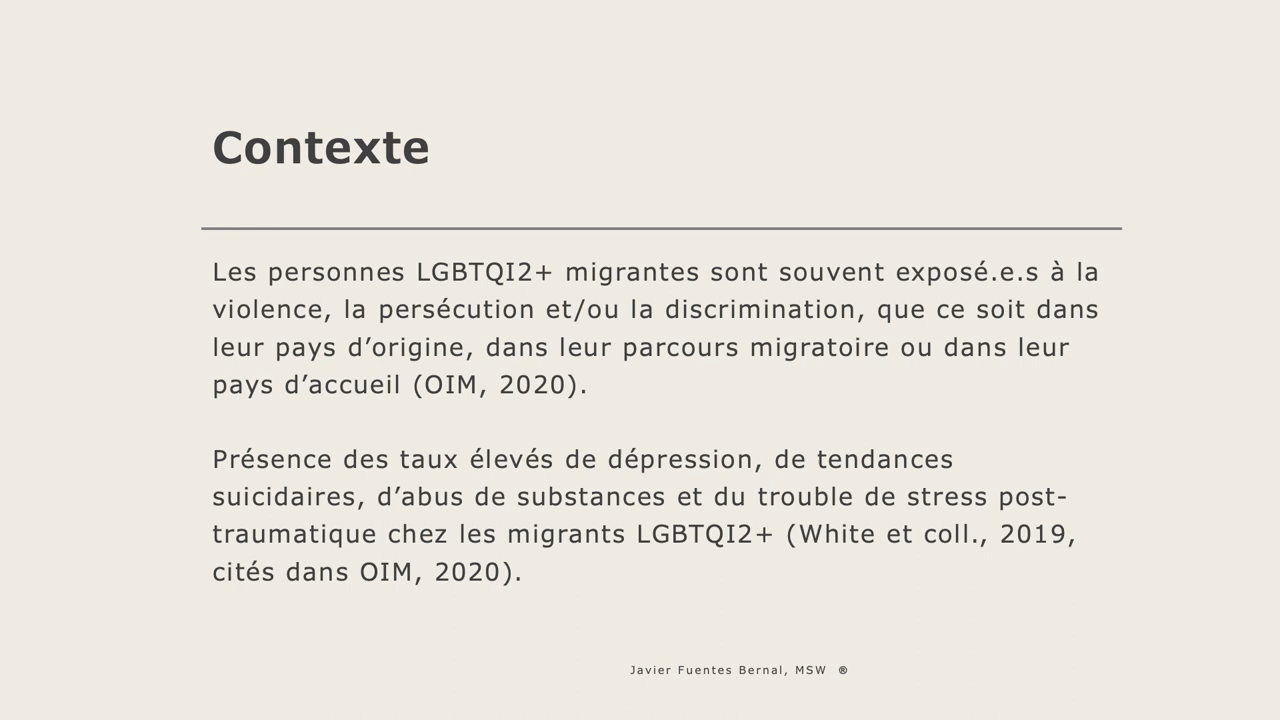 Contexte
Les personnes LGBTQI2+ migrantes sont souvent exposé.e.s à la
violence, la persécution et/ou la discrimination, que ce soit dans
leur pays d’origine, dans leur parcours migratoire ou dans leur
pays d’accueil (OIM, 2020).
Présence des taux élevés de dépression, de tendances
suicidaires, d’abus de substances et du trouble de stress post-
traumatique chez les migrants LGBTQI2+ (White et coll., 2019,
cités dans OIM, 2020).
Javier Fuentes Bernal, MSW ®